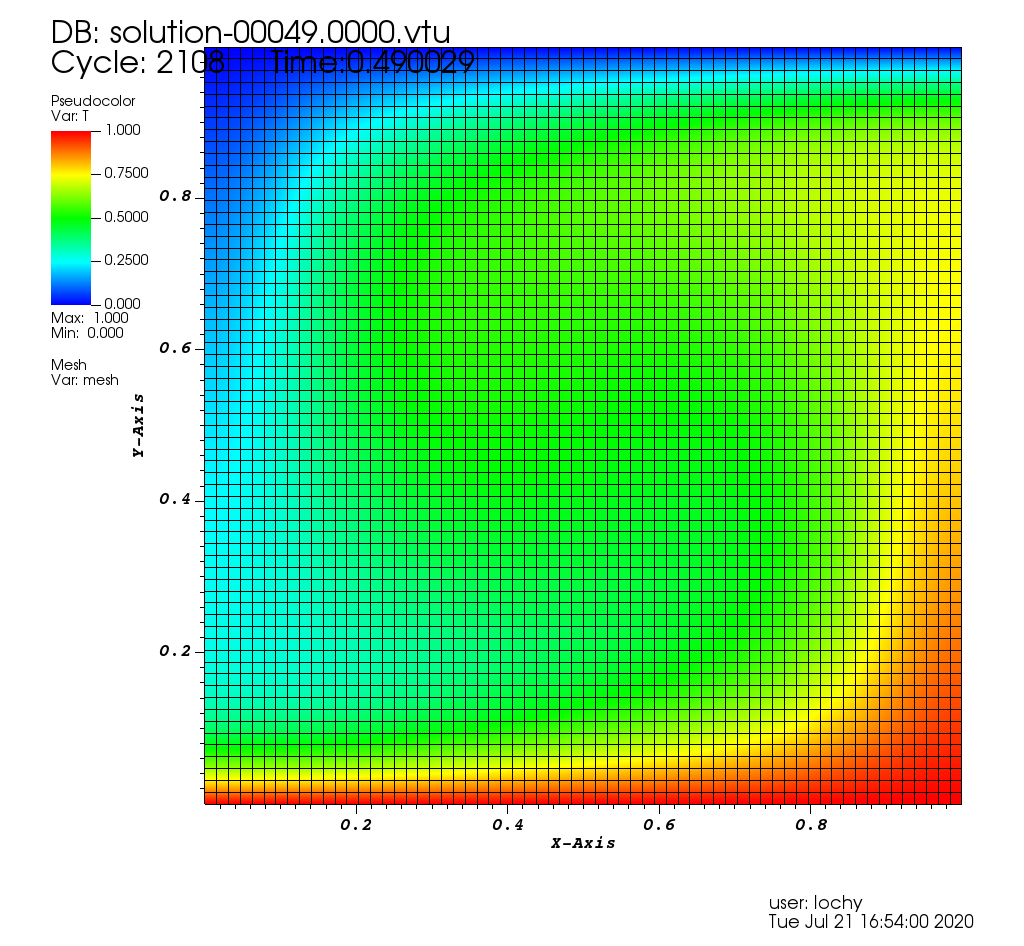 DB: solution-00049.0000.vtu
Cycle: 2108 Time:0.490029
Pseudocolor
Var: T
1.000
0.7500
0.5000
0.2500
0.000
Max: 1.000
Min: 0.000
Mesh
Var: mesh
Y-Axis
0.8
0.6
0.4
0.2
0.2 0.4 0.6 0.8
X-Axis
user: lochy
Tue Jul 21 16:54:00 2020